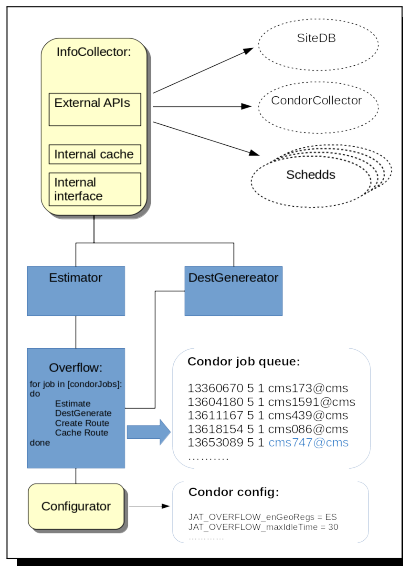 InfoCollector:
External APIs
Internal cache
Internal
interface
SiteDB
CondorCollector
Schedds
Estimator
DestGenereator
Overflow:
for job in [condorJobs]:
do
Estimate
DestGenerate
Create Route
Cache Route
done
Condor job queue:
13360670 5 1 cms173@cms
13604180 5 1 cms1591@cms
13611167 5 1 cms439@cms
13618154 5 1 cms086@cms
13653089 5 1 cms747@cms
..........
Configurator
Condor config:
JAT_OVERFLOW_enGeoRegs = ES
JAT_OVERFLOW_maxIdleTime = 30
..........